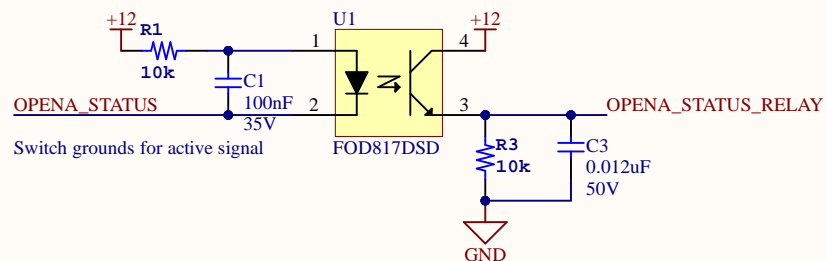 +12
R1
10k
C1
100nF
35V
OPENA_STATUS
Switch grounds for active signal
U1
1
2
4
3
FOD817DSD
+12
OPENA_STATUS_RELAY
R3
10k
C3
0.012uF
50V
GND